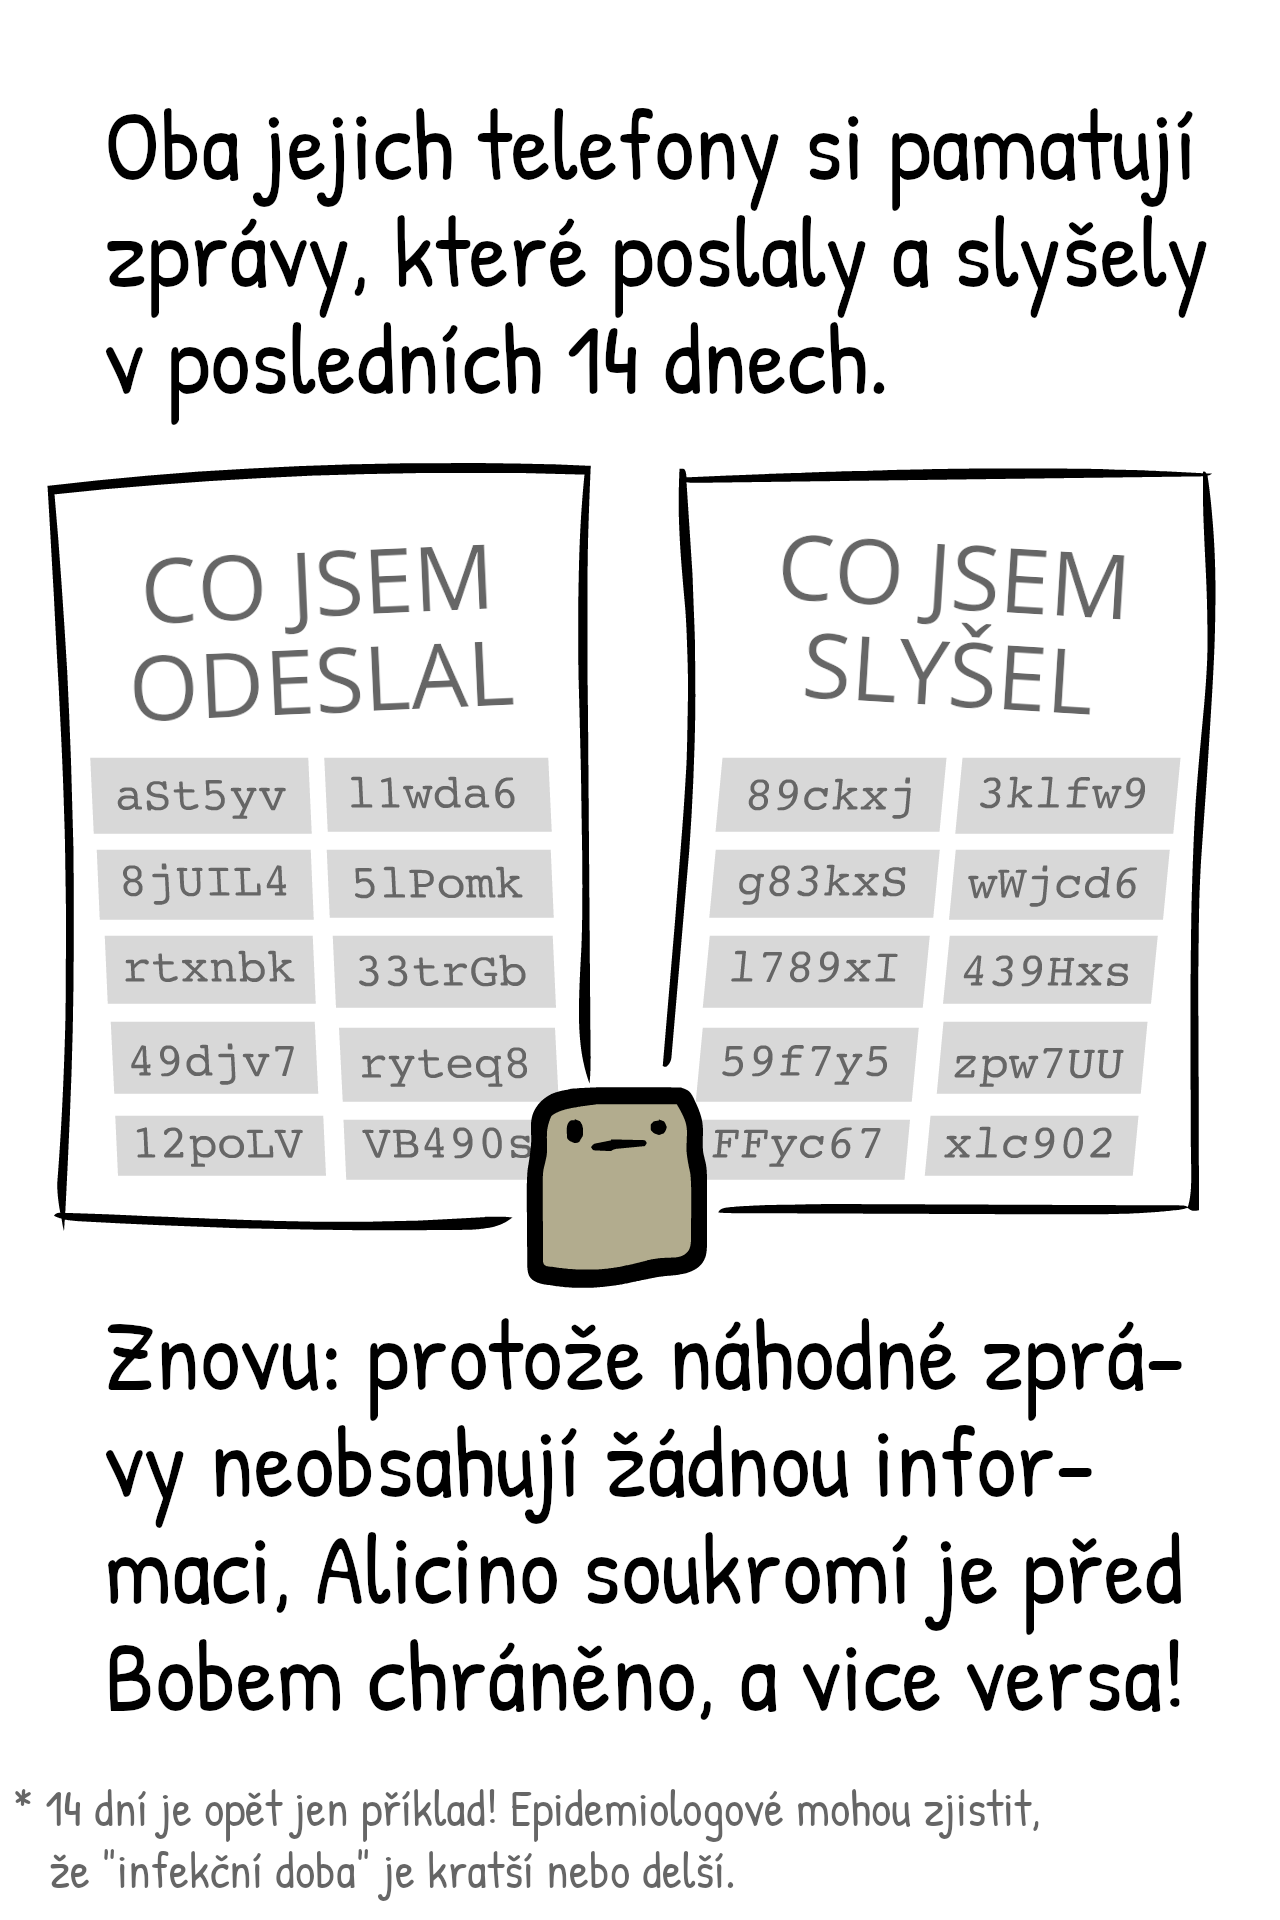 Oba jejich telefony si pamatují
zprávy, které poslaly a slyšely
v posledních 14 dnech.
CO JSEM
ODESLAL
aSt5yv l1wda6
8jUIL4 51Pomk
rtxnbk 33trGb
49djv7 ryteq8
12poLV VB490s
CO JSEM
SLYŠEL
89ckxj 3klfw9
g83kxS wWjcd6
l789xI 439Hxs
59f7y5 zpw7UU
FFyc67 xlc902
Znovu: protože náhodné zprá-
vy neobsahují žádnou infor-
maci, Alicino soukromí je před
Bobem chráněno, a vice versa!
* 14 dní je opět jen příklad! Epidemiologové mohou zjistit,
že "infekční doba" je kratší nebo delší.